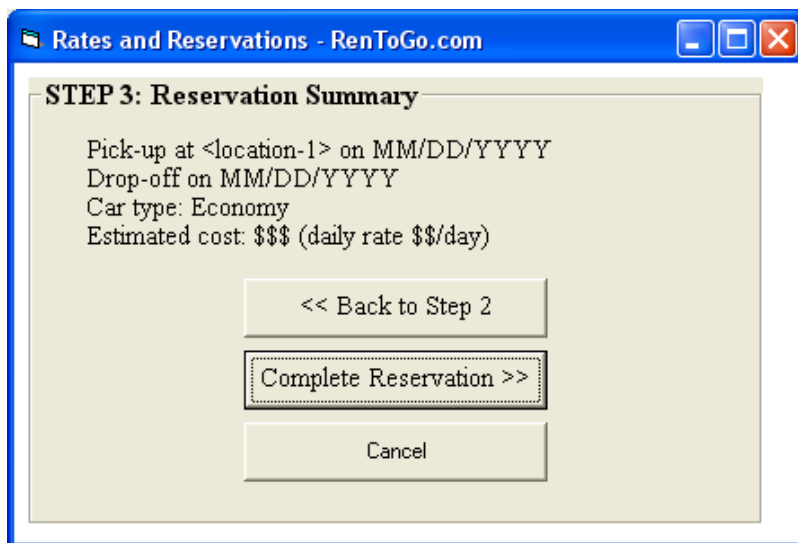 Rates and Reservations - RenToGo.com
STEP 3: Reservation Summary
Pick-up at <location-1> on MM/DD/YYYY
Drop-off on MM/DD/YYYY
Car type: Economy
Estimated cost: $$$ (daily rate $$/day)
<< Back to Step 2
Complete Reservation >>
Cancel